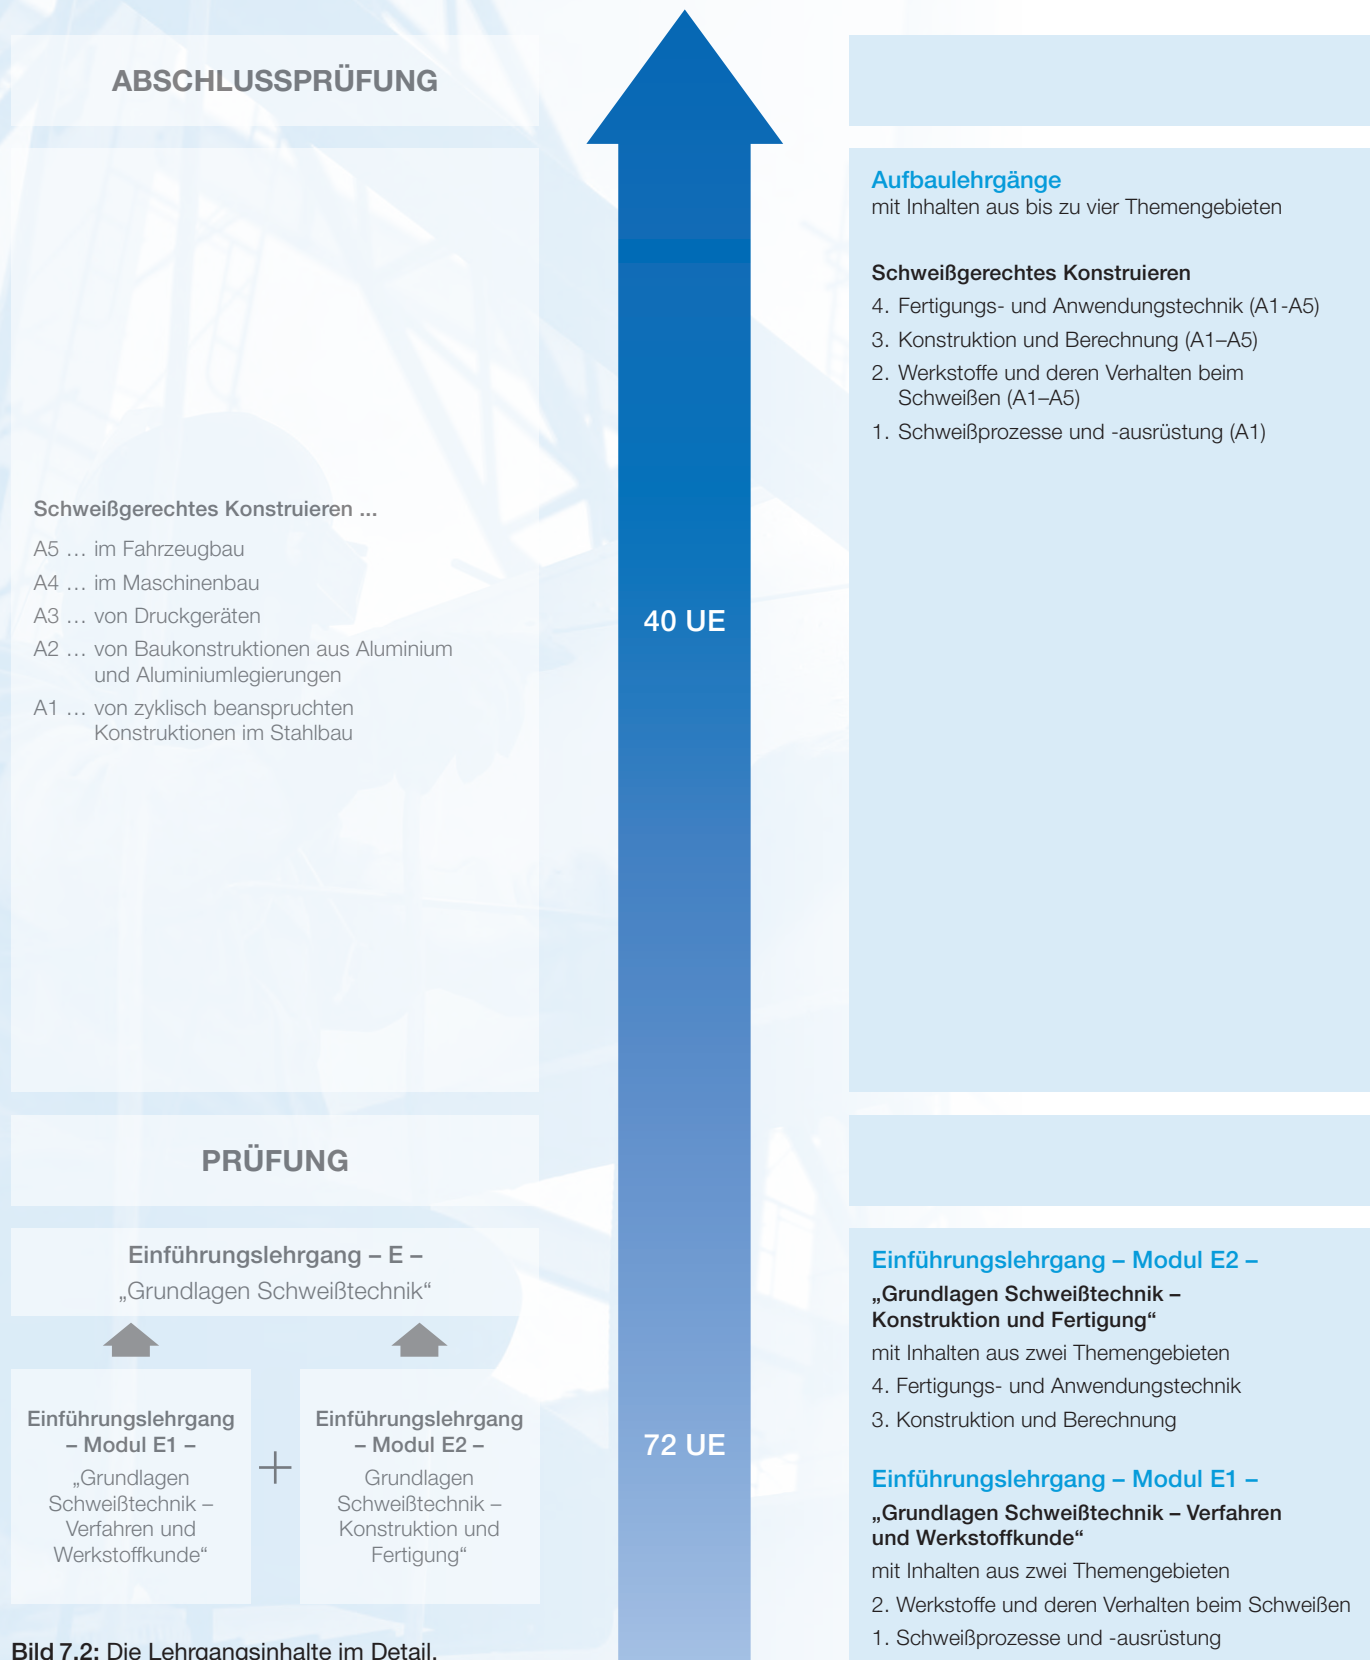 ABSCHLUSSPRÜFUNG
Schweißgerechtes Konstruieren ...
A5 … im Fahrzeugbau
A4 … im Maschinenbau
A3 … von Druckgeräten
A2 … von Baukonstruktionen aus Aluminium
und Aluminiumlegierungen
A1 … von zyklisch beanspruchten
Konstruktionen im Stahlbau
40 UE
Aufbaulehrgänge
mit Inhalten aus bis zu vier Themengebieten
Schweißgerechtes Konstruieren
4. Fertigungs- und Anwendungstechnik (A1-A5)
3. Konstruktion und Berechnung (A1–A5)
2. Werkstoffe und deren Verhalten beim
Schweißen (A1–A5)
1. Schweißprozesse und -ausrüstung (A1)
PRÜFUNG
Einführungslehrgang – E –
„Grundlagen Schweißtechnik“
Einführungslehrgang
– Modul E1 –
„Grundlagen
Schweißtechnik –
Verfahren und
Werkstoffkunde“
+
Einführungslehrgang
– Modul E2 –
Grundlagen
Schweißtechnik –
Konstruktion und
Fertigung“
72 UE
Einführungslehrgang – Modul E2 –
„Grundlagen Schweißtechnik –
Konstruktion und Fertigung“
mit Inhalten aus zwei Themengebieten
4. Fertigungs- und Anwendungstechnik
3. Konstruktion und Berechnung
Einführungslehrgang – Modul E1 –
„Grundlagen Schweißtechnik – Verfahren
und Werkstoffkunde“
mit Inhalten aus zwei Themengebieten
2. Werkstoffe und deren Verhalten beim Schweißen
1. Schweißprozesse und -ausrüstung
Bild 7.2: Die Lehrgangsinhalte im Detail.